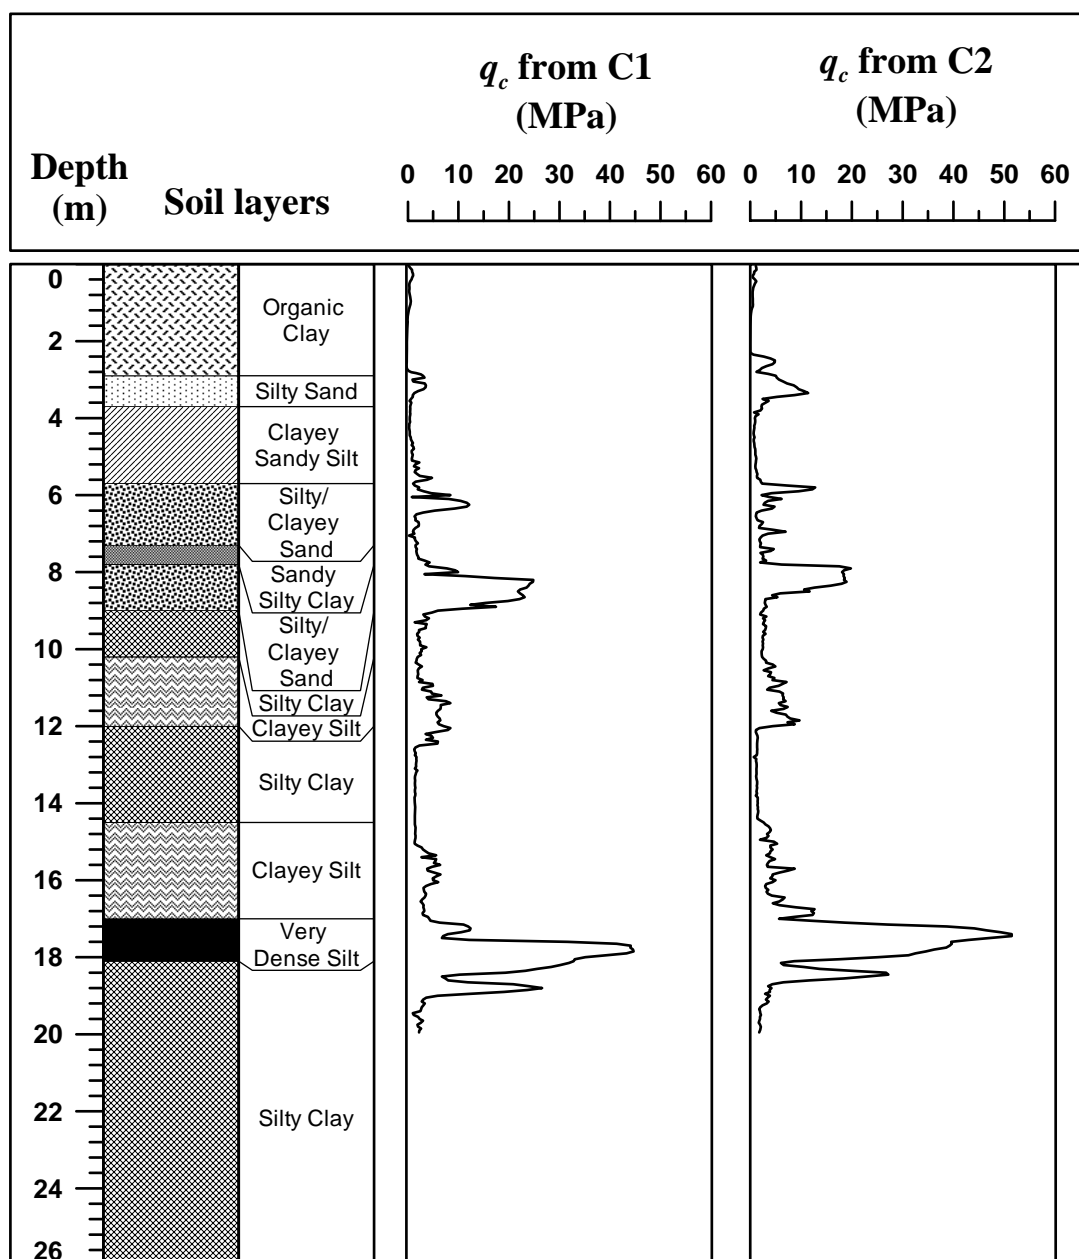 q_c from C1
(MPa)
q_c from C2
(MPa)
Depth
(m)
Soil layers
0 10 20 30 40 50 60
0 10 20 30 40 50 60
0
2
4
6
8
10
12
14
16
18
20
22
24
26
Organic
Clay
Silty Sand
Clayey
Sandy Silt
Silty/
Clayey
Sand
Sandy
Silty Clay
Silty/
Clayey
Sand
Silty Clay
Clayey Silt
Silty Clay
Clayey Silt
Very
Dense Silt
Silty Clay